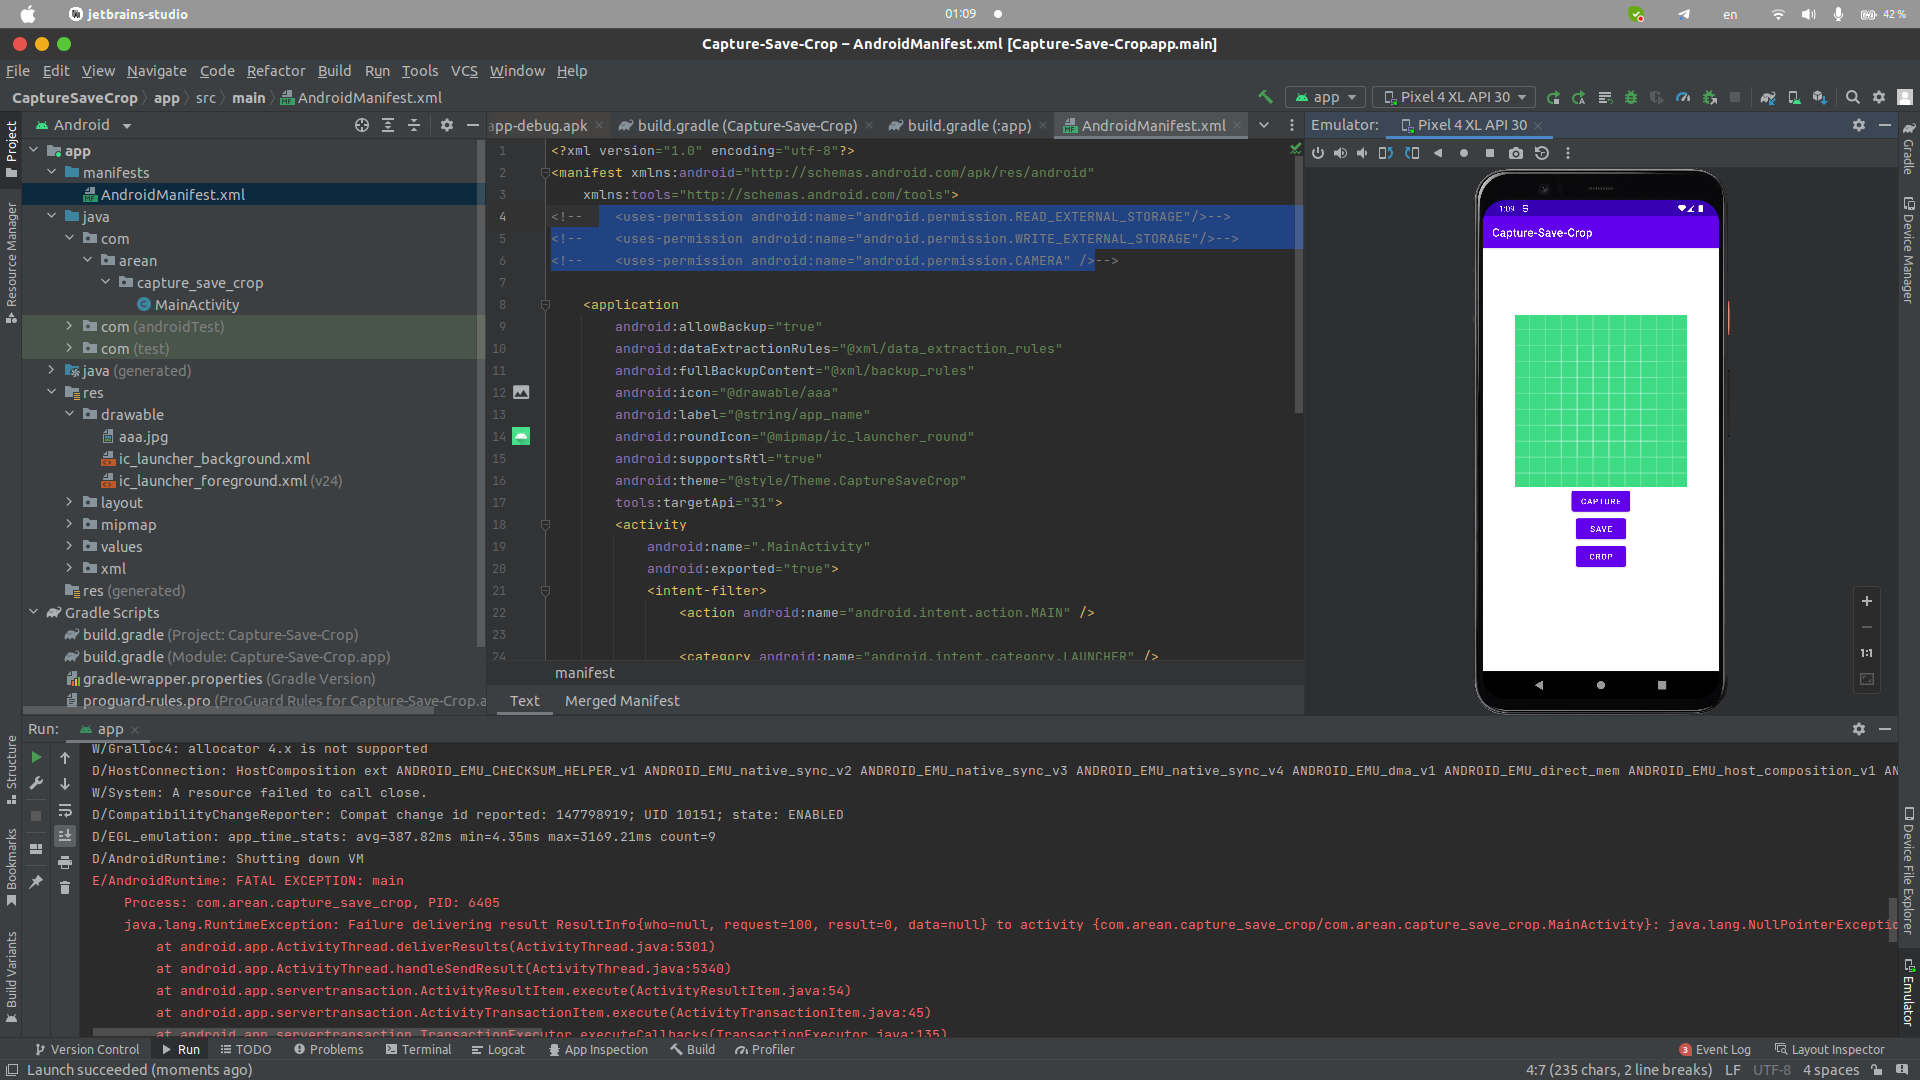 jetbrains-studio
01:09
en
42 %
Capture-Save-Crop – AndroidManifest.xml [Capture-Save-Crop.app.main]
File Edit View Navigate Code Refactor Build Run Tools VCS Window Help
CaptureSaveCrop app src main AndroidManifest.xml
app
Pixel 4 XL API 30
Project
Resource Manager
Structure
Bookmarks
Build Variants
Android
app
manifests
AndroidManifest.xml
java
com
arean
capture_save_crop
MainActivity
com (androidTest)
com (test)
java (generated)
res
drawable
aaa.jpg
ic_launcher_background.xml
ic_launcher_foreground.xml (v24)
layout
mipmap
values
xml
res (generated)
Gradle Scripts
build.gradle (Project: Capture-Save-Crop)
build.gradle (Module: Capture-Save-Crop.app)
gradle-wrapper.properties (Gradle Version)
proguard-rules.pro (ProGuard Rules for Capture-Save-Crop.a
app-debug.apk build.gradle (Capture-Save-Crop) build.gradle (:app) AndroidManifest.xml
1 <?xml version="1.0" encoding="utf-8"?>
2 <manifest xmlns:android="http://schemas.android.com/apk/res/android"
3 xmlns:tools="http://schemas.android.com/tools">
4 <!-- <uses-permission android:name="android.permission.READ_EXTERNAL_STORAGE"/>-->
5 <!-- <uses-permission android:name="android.permission.WRITE_EXTERNAL_STORAGE"/>-->
6 <!-- <uses-permission android:name="android.permission.CAMERA" />-->
7
8 <application
9 android:allowBackup="true"
10 android:dataExtractionRules="@xml/data_extraction_rules"
11 android:fullBackupContent="@xml/backup_rules"
12 android:icon="@drawable/aaa"
13 android:label="@string/app_name"
14 android:roundIcon="@mipmap/ic_launcher_round"
15 android:supportsRtl="true"
16 android:theme="@style/Theme.CaptureSaveCrop"
17 tools:targetApi="31">
18 <activity
19 android:name=".MainActivity"
20 android:exported="true">
21 <intent-filter>
22 <action android:name="android.intent.action.MAIN" />
23
24 <category android:name="android.intent.category.LAUNCHER" />
manifest
Text Merged Manifest
Emulator: Pixel 4 XL API 30
1:09
Capture-Save-Crop
CAPTURE
SAVE
CROP
1:1
Gradle
Device Manager
Device File Explorer
Emulator
Run: app
W/Gralloc4: allocator 4.x is not supported
D/HostConnection: HostComposition ext ANDROID_EMU_CHECKSUM_HELPER_v1 ANDROID_EMU_native_sync_v2 ANDROID_EMU_native_sync_v3 ANDROID_EMU_native_sync_v4 ANDROID_EMU_dma_v1 ANDROID_EMU_direct_mem ANDROID_EMU_host_composition_v1 AN
W/System: A resource failed to call close.
D/CompatibilityChangeReporter: Compat change id reported: 147798919; UID 10151; state: ENABLED
D/EGL_emulation: app_time_stats: avg=387.82ms min=4.35ms max=3169.21ms count=9
D/AndroidRuntime: Shutting down VM
E/AndroidRuntime: FATAL EXCEPTION: main
Process: com.arean.capture_save_crop, PID: 6405
java.lang.RuntimeException: Failure delivering result ResultInfo{who=null, request=100, result=0, data=null} to activity {com.arean.capture_save_crop/com.arean.capture_save_crop.MainActivity}: java.lang.NullPointerExceptio
at android.app.ActivityThread.deliverResults(ActivityThread.java:5301)
at android.app.ActivityThread.handleSendResult(ActivityThread.java:5340)
at android.app.servertransaction.ActivityResultItem.execute(ActivityResultItem.java:54)
at android.app.servertransaction.ActivityTransactionItem.execute(ActivityTransactionItem.java:45)
at android.app.servertransaction.TransactionExecutor.executeCallbacks(TransactionExecutor.java:135)
Version Control Run TODO Problems Terminal Logcat App Inspection Build Profiler
3 Event Log Layout Inspector
Launch succeeded (moments ago)
4:7 (235 chars, 2 line breaks) LF UTF-8 4 spaces